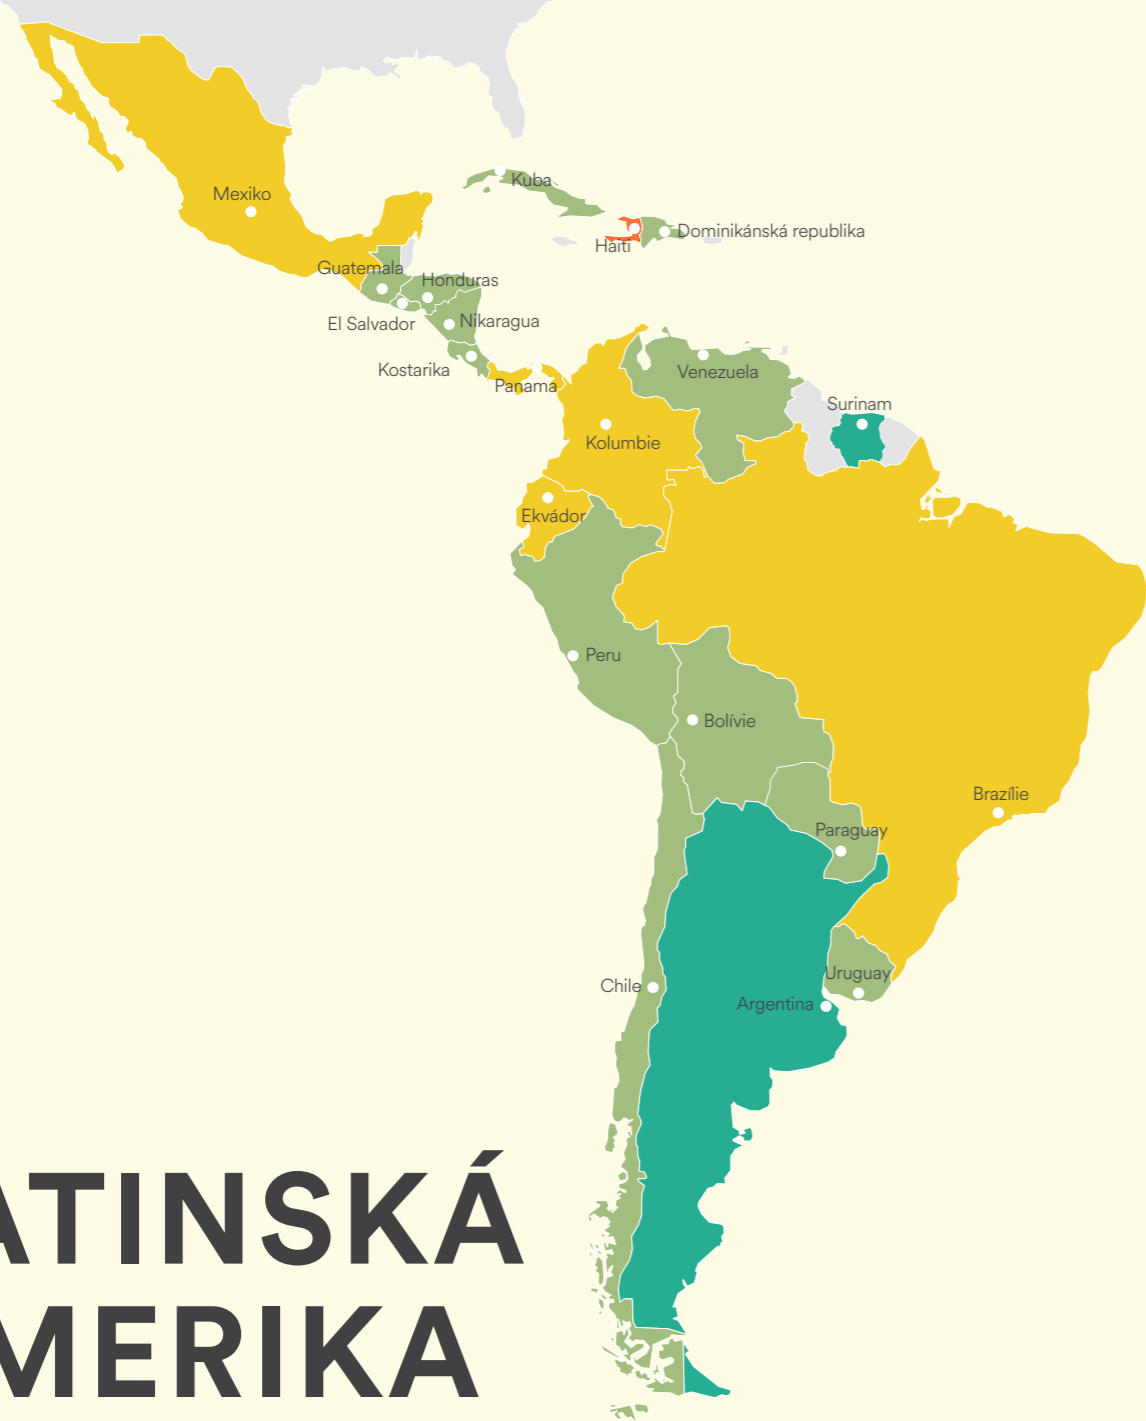 Mexiko
Kuba
Haiti
Dominikánská republika
Guatemala
Honduras
El Salvador
Nikaragua
Kostarika
Panama
Venezuela
Surinam
Kolumbie
Ekvádor
Peru
Bolívie
Brazílie
Paraguay
Uruguay
Chile
Argentina
ATINSKÁ
MERIKA